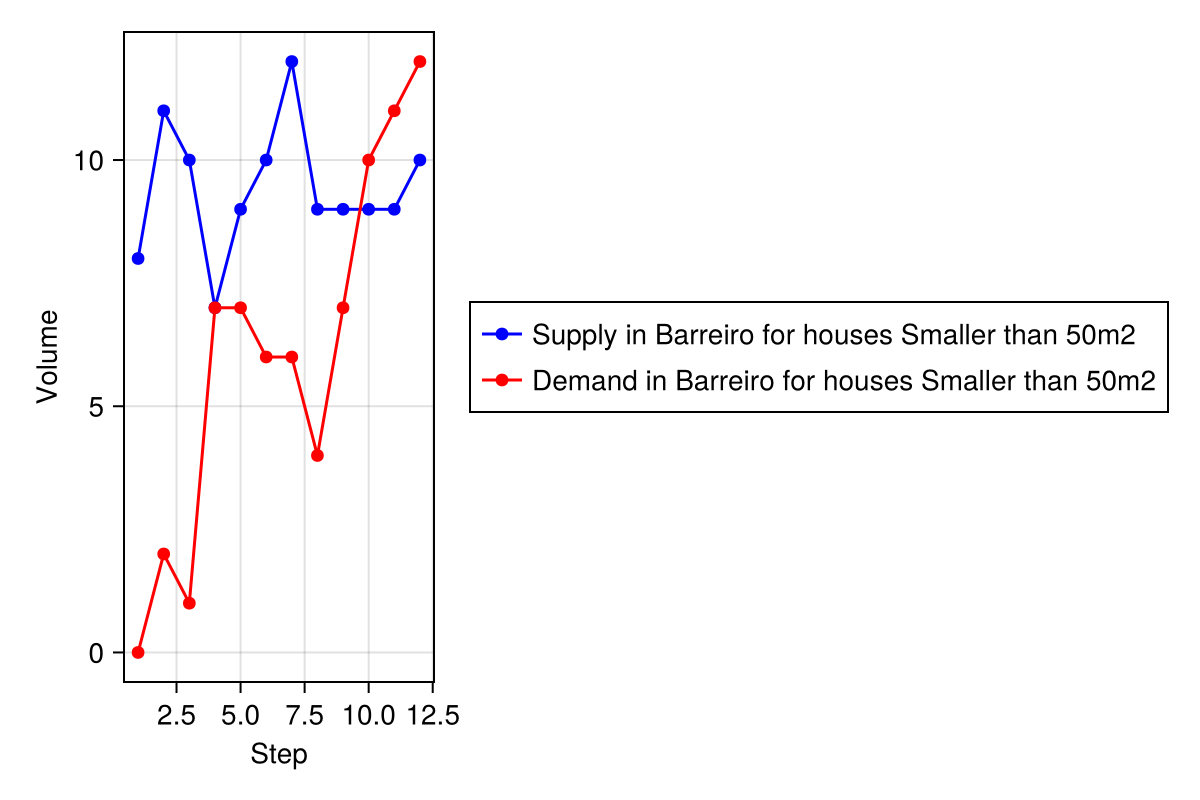 10
5
0
Volume
2.5 5.0 7.5 10.0 12.5
Step
Supply in Barreiro for houses Smaller than 50m2
Demand in Barreiro for houses Smaller than 50m2